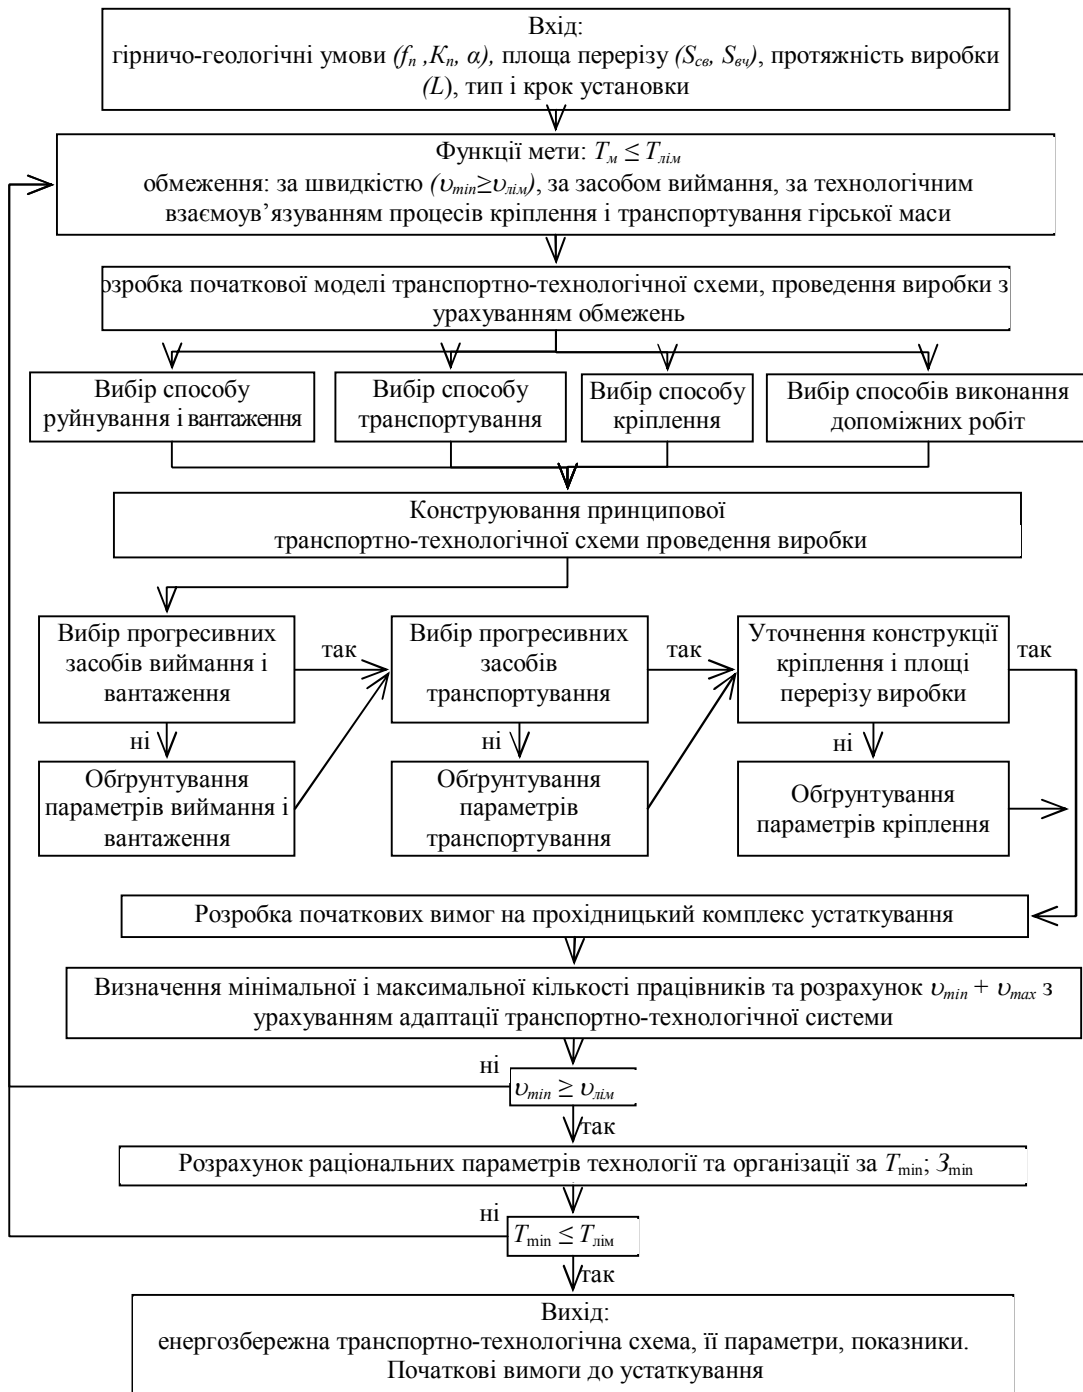 Вхід:
гірничо-геологічні умови (fп ,Кп, α), площа перерізу (Sсв, Sвч), протяжність виробки
(L), тип і крок установки
Функції мети: Tм ≤ Tлім
обмеження: за швидкістю (υmin≥υлім), за засобом виймання, за технологічним
взаємоув’язуванням процесів кріплення і транспортування гірської маси
озробка початкової моделі транспортно-технологічної схеми, проведення виробки з
урахуванням обмежень
Вибір способу
руйнування і вантаження
Вибір способу
транспортування
Вибір способу
кріплення
Вибір способів виконання
допоміжних робіт
Конструювання принципової
транспортно-технологічної схеми проведення виробки
Вибір прогресивних
засобів виймання і
вантаження
так
Вибір прогресивних
засобів
транспортування
так
Уточнення конструкції
кріплення і площі
перерізу виробки
так
ні
ні
ні
Обґрунтування
параметрів виймання і
вантаження
Обґрунтування
параметрів
транспортування
Обґрунтування
параметрів кріплення
Розробка початкових вимог на прохідницький комплекс устаткування
Визначення мінімальної і максимальної кількості працівників та розрахунок υmin + υmax з
урахуванням адаптації транспортно-технологічної системи
ні
υmin ≥ υлім
так
Розрахунок раціональних параметрів технології та організації за Tmin; Зmin
ні
Tmin ≤ Tлім
так
Вихід:
енергозбережна транспортно-технологічна схема, її параметри, показники.
Початкові вимоги до устаткування